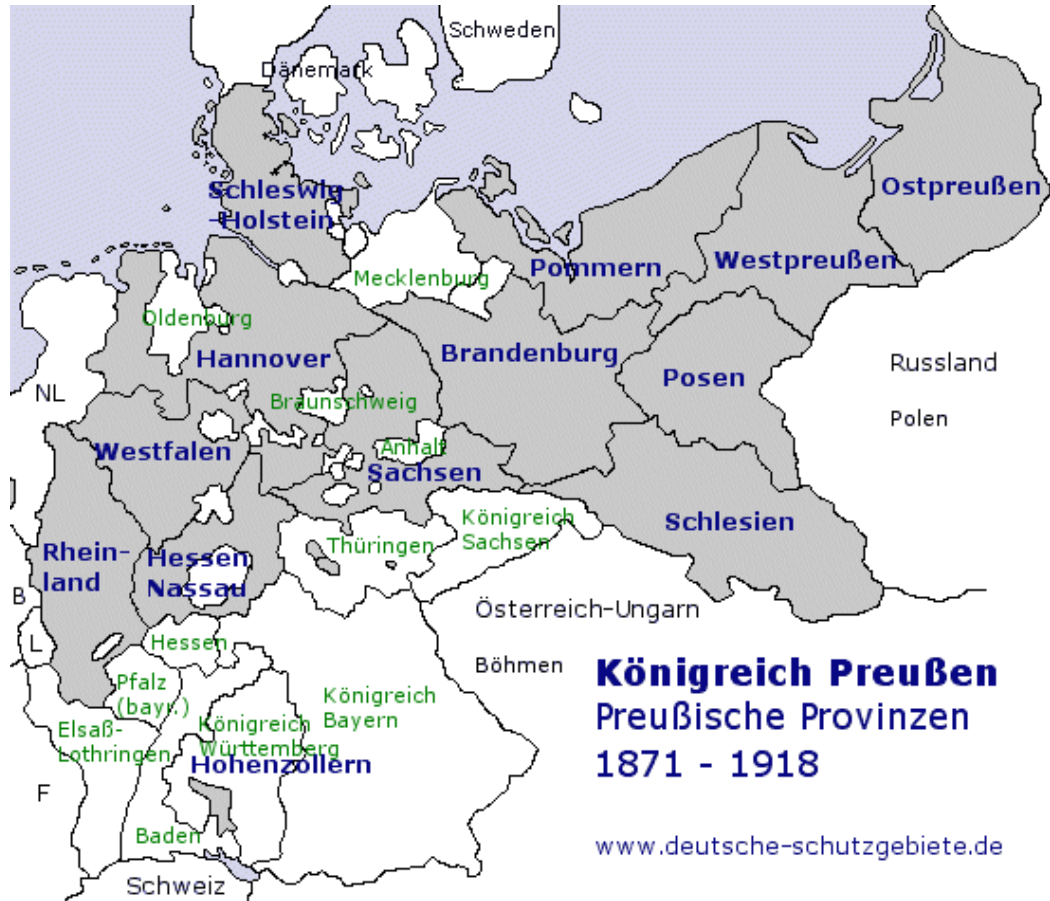 Schweden
Dänemark
Schleswig
-Holstein
Ostpreußen
Mecklenburg
Pommern
Westpreußen
Oldenburg
Hannover
Brandenburg
Posen
Russland
NL
Braunschweig
Polen
Westfalen
Anhalt
Sachsen
Königreich
Sachsen
Schlesien
Thüringen
Rhein-
land
Hessen
Nassau
B
Österreich-Ungarn
L
Hessen
Böhmen
Pfalz
(bayr.)
Königreich
Bayern
Elsaß-
Lothringen
Königreich
Württemberg
Hohenzollern
F
Baden
Schweiz
Königreich Preußen
Preußische Provinzen
1871 - 1918
www.deutsche-schutzgebiete.de